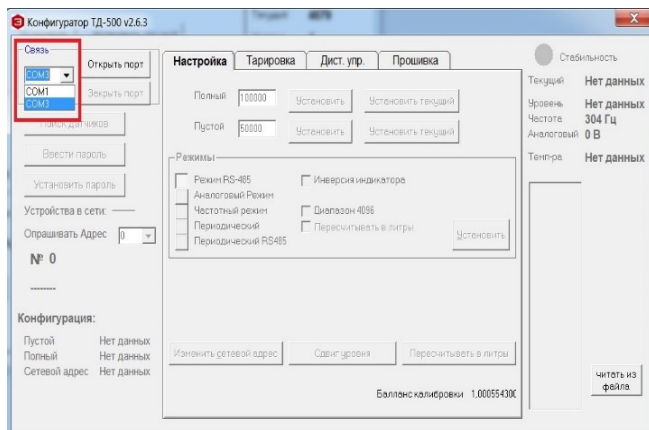 Конфигуратор ТД-500 v2.6.3
Связь
COM3
COM1
COM3
Открыть порт
Закрыть порт
Поиск датчиков
Ввести пароль
Установить пароль
Устройства в сети: ------
Опрашивать Адрес 0
№ 0
--------
Конфигурация:
Пустой Нет данных
Полный Нет данных
Сетевой адрес Нет данных
Настройка Тарировка Дист. упр. Прошивка
Полный 100000 Установить Установить текущий
Пустой 50000 Установить Установить текущий
Режимы
Режим RS-485 Инверсия индикатора
Аналоговый Режим
Частотный режим Диапазон 4096
Периодический Пересчитывать в литры
Периодический RS485
Установить
Изменить сетевой адрес Сдвиг уровня Пересчитывать в литры
Балланс калибровки 1,00055430
Стабильность
Текущий Нет данных
Уровень Нет данных
Частота 304 Гц
Аналоговый 0 В
Темп-ра Нет данных
читать из
файла